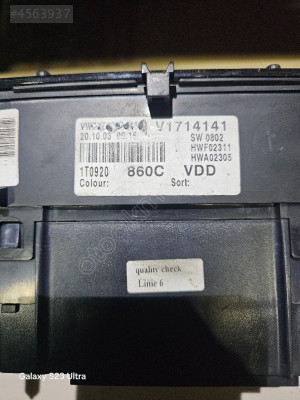 #4563937
V1714141
20.10.03
SW 0802
HWF02311
HWA02305
1T0920 860C VDD
Colour: Sort:
quality check
Line 6
Galaxy S23 Ultra